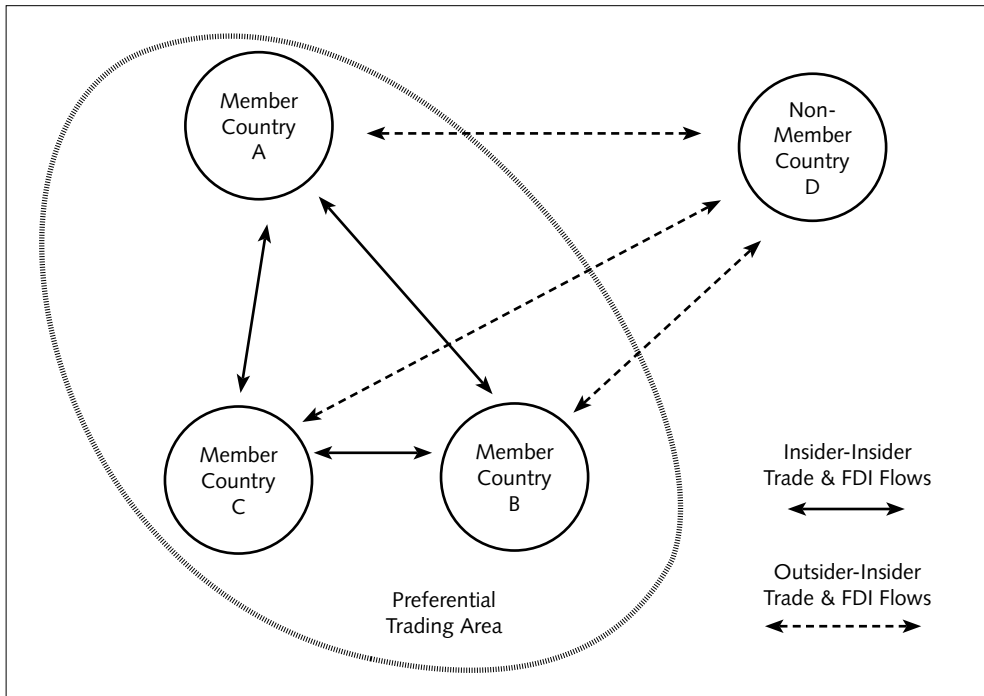 Member
Country
A
Non-
Member
Country
D
Member
Country
C
Member
Country
B
Insider-Insider
Trade & FDI Flows
Outsider-Insider
Trade & FDI Flows
Preferential
Trading Area